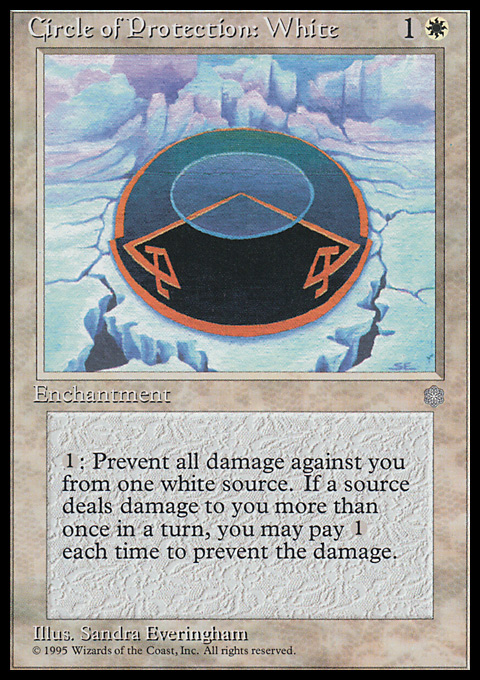 Circle of Protection: White 1
SE
Enchantment
1: Prevent all damage against you
from one white source. If a source
deals damage to you more than
once in a turn, you may pay 1
each time to prevent the damage.
Illus. Sandra Everingham
© 1995 Wizards of the Coast, Inc. All rights reserved.